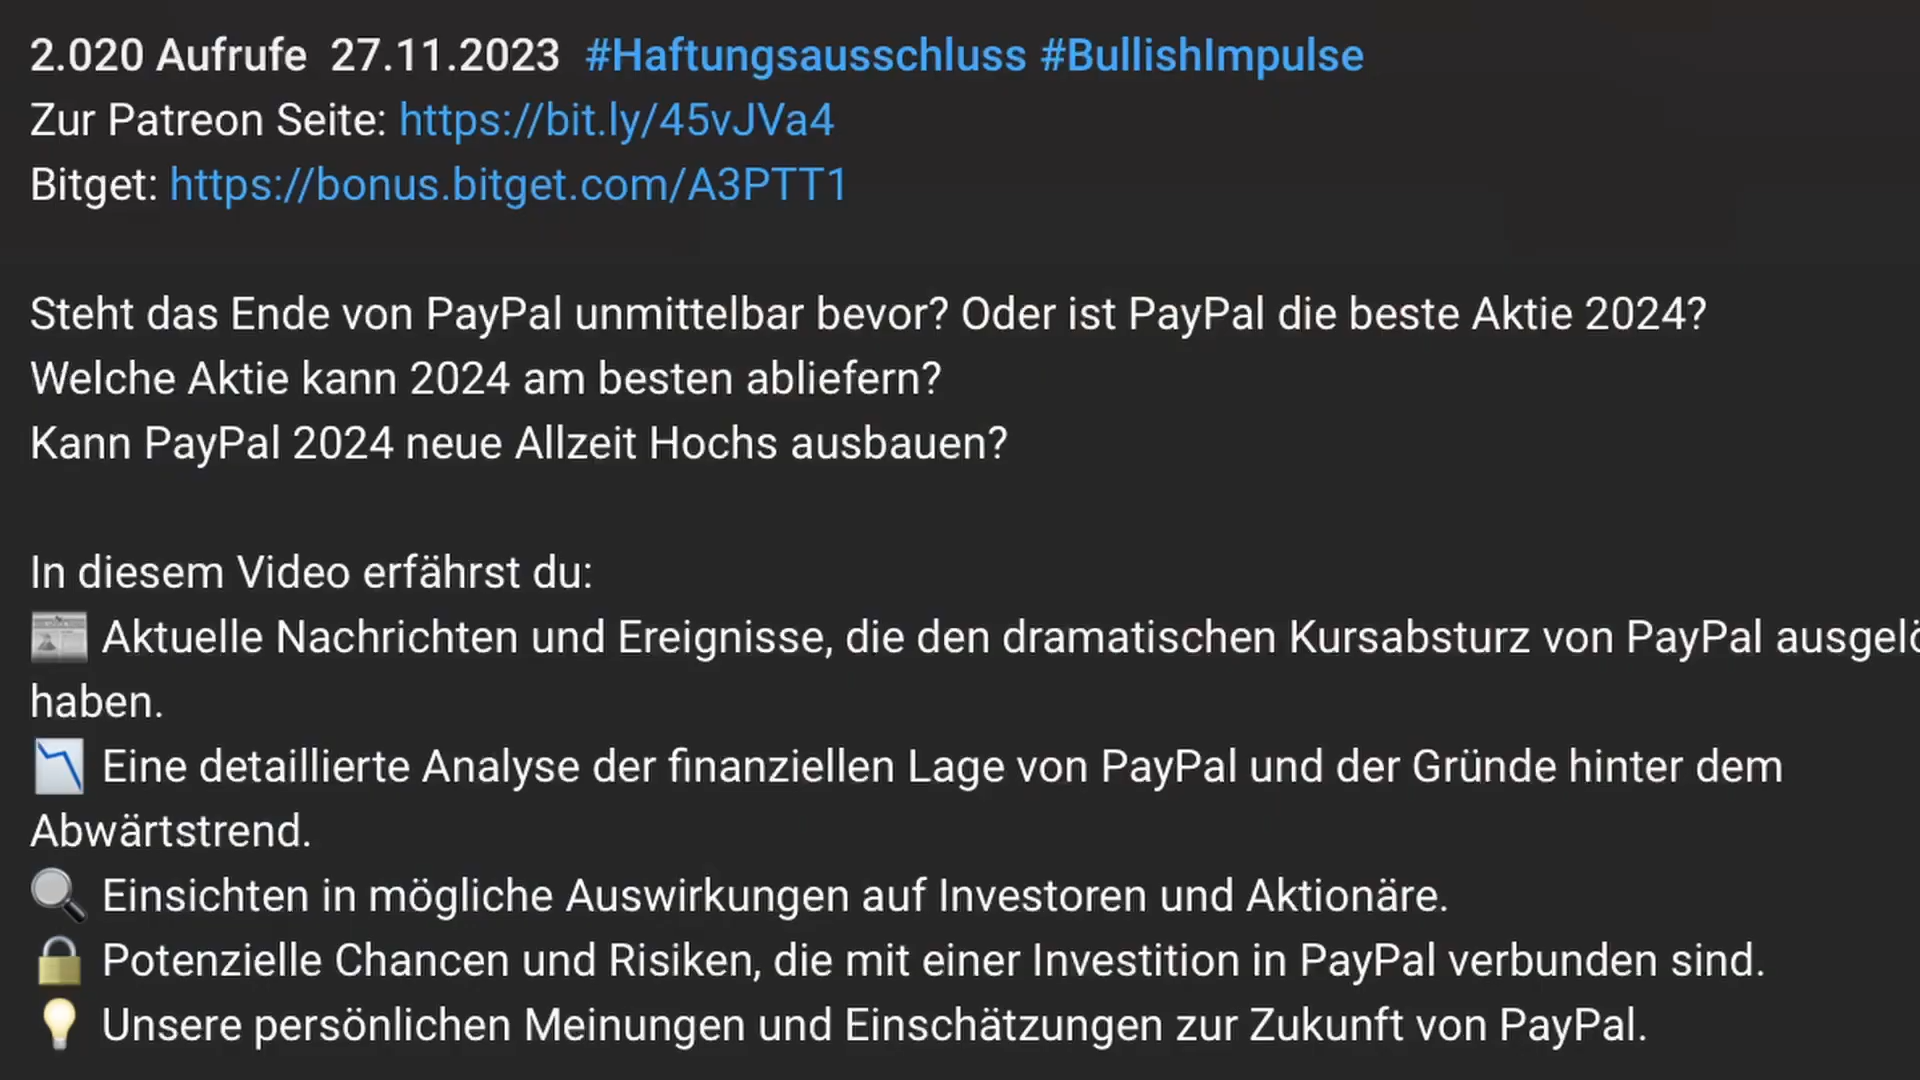 2.020 Aufrufe 27.11.2023 #Haftungsausschluss #BullishImpulse
Zur Patreon Seite: https://bit.ly/45vJVa4
Bitget: https://bonus.bitget.com/A3PTT1
Steht das Ende von PayPal unmittelbar bevor? Oder ist PayPal die beste Aktie 2024?
Welche Aktie kann 2024 am besten abliefern?
Kann PayPal 2024 neue Allzeit Hochs ausbauen?
In diesem Video erfährst du:
📰 Aktuelle Nachrichten und Ereignisse, die den dramatischen Kursabsturz von PayPal ausgelö
haben.
📉 Eine detaillierte Analyse der finanziellen Lage von PayPal und der Gründe hinter dem
Abwärtstrend.
🔍 Einsichten in mögliche Auswirkungen auf Investoren und Aktionäre.
🔒 Potenzielle Chancen und Risiken, die mit einer Investition in PayPal verbunden sind.
💡 Unsere persönlichen Meinungen und Einschätzungen zur Zukunft von PayPal.